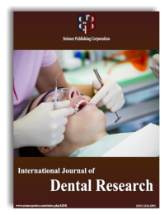 Science Publishing Corporation
International Journal of
Dental Research